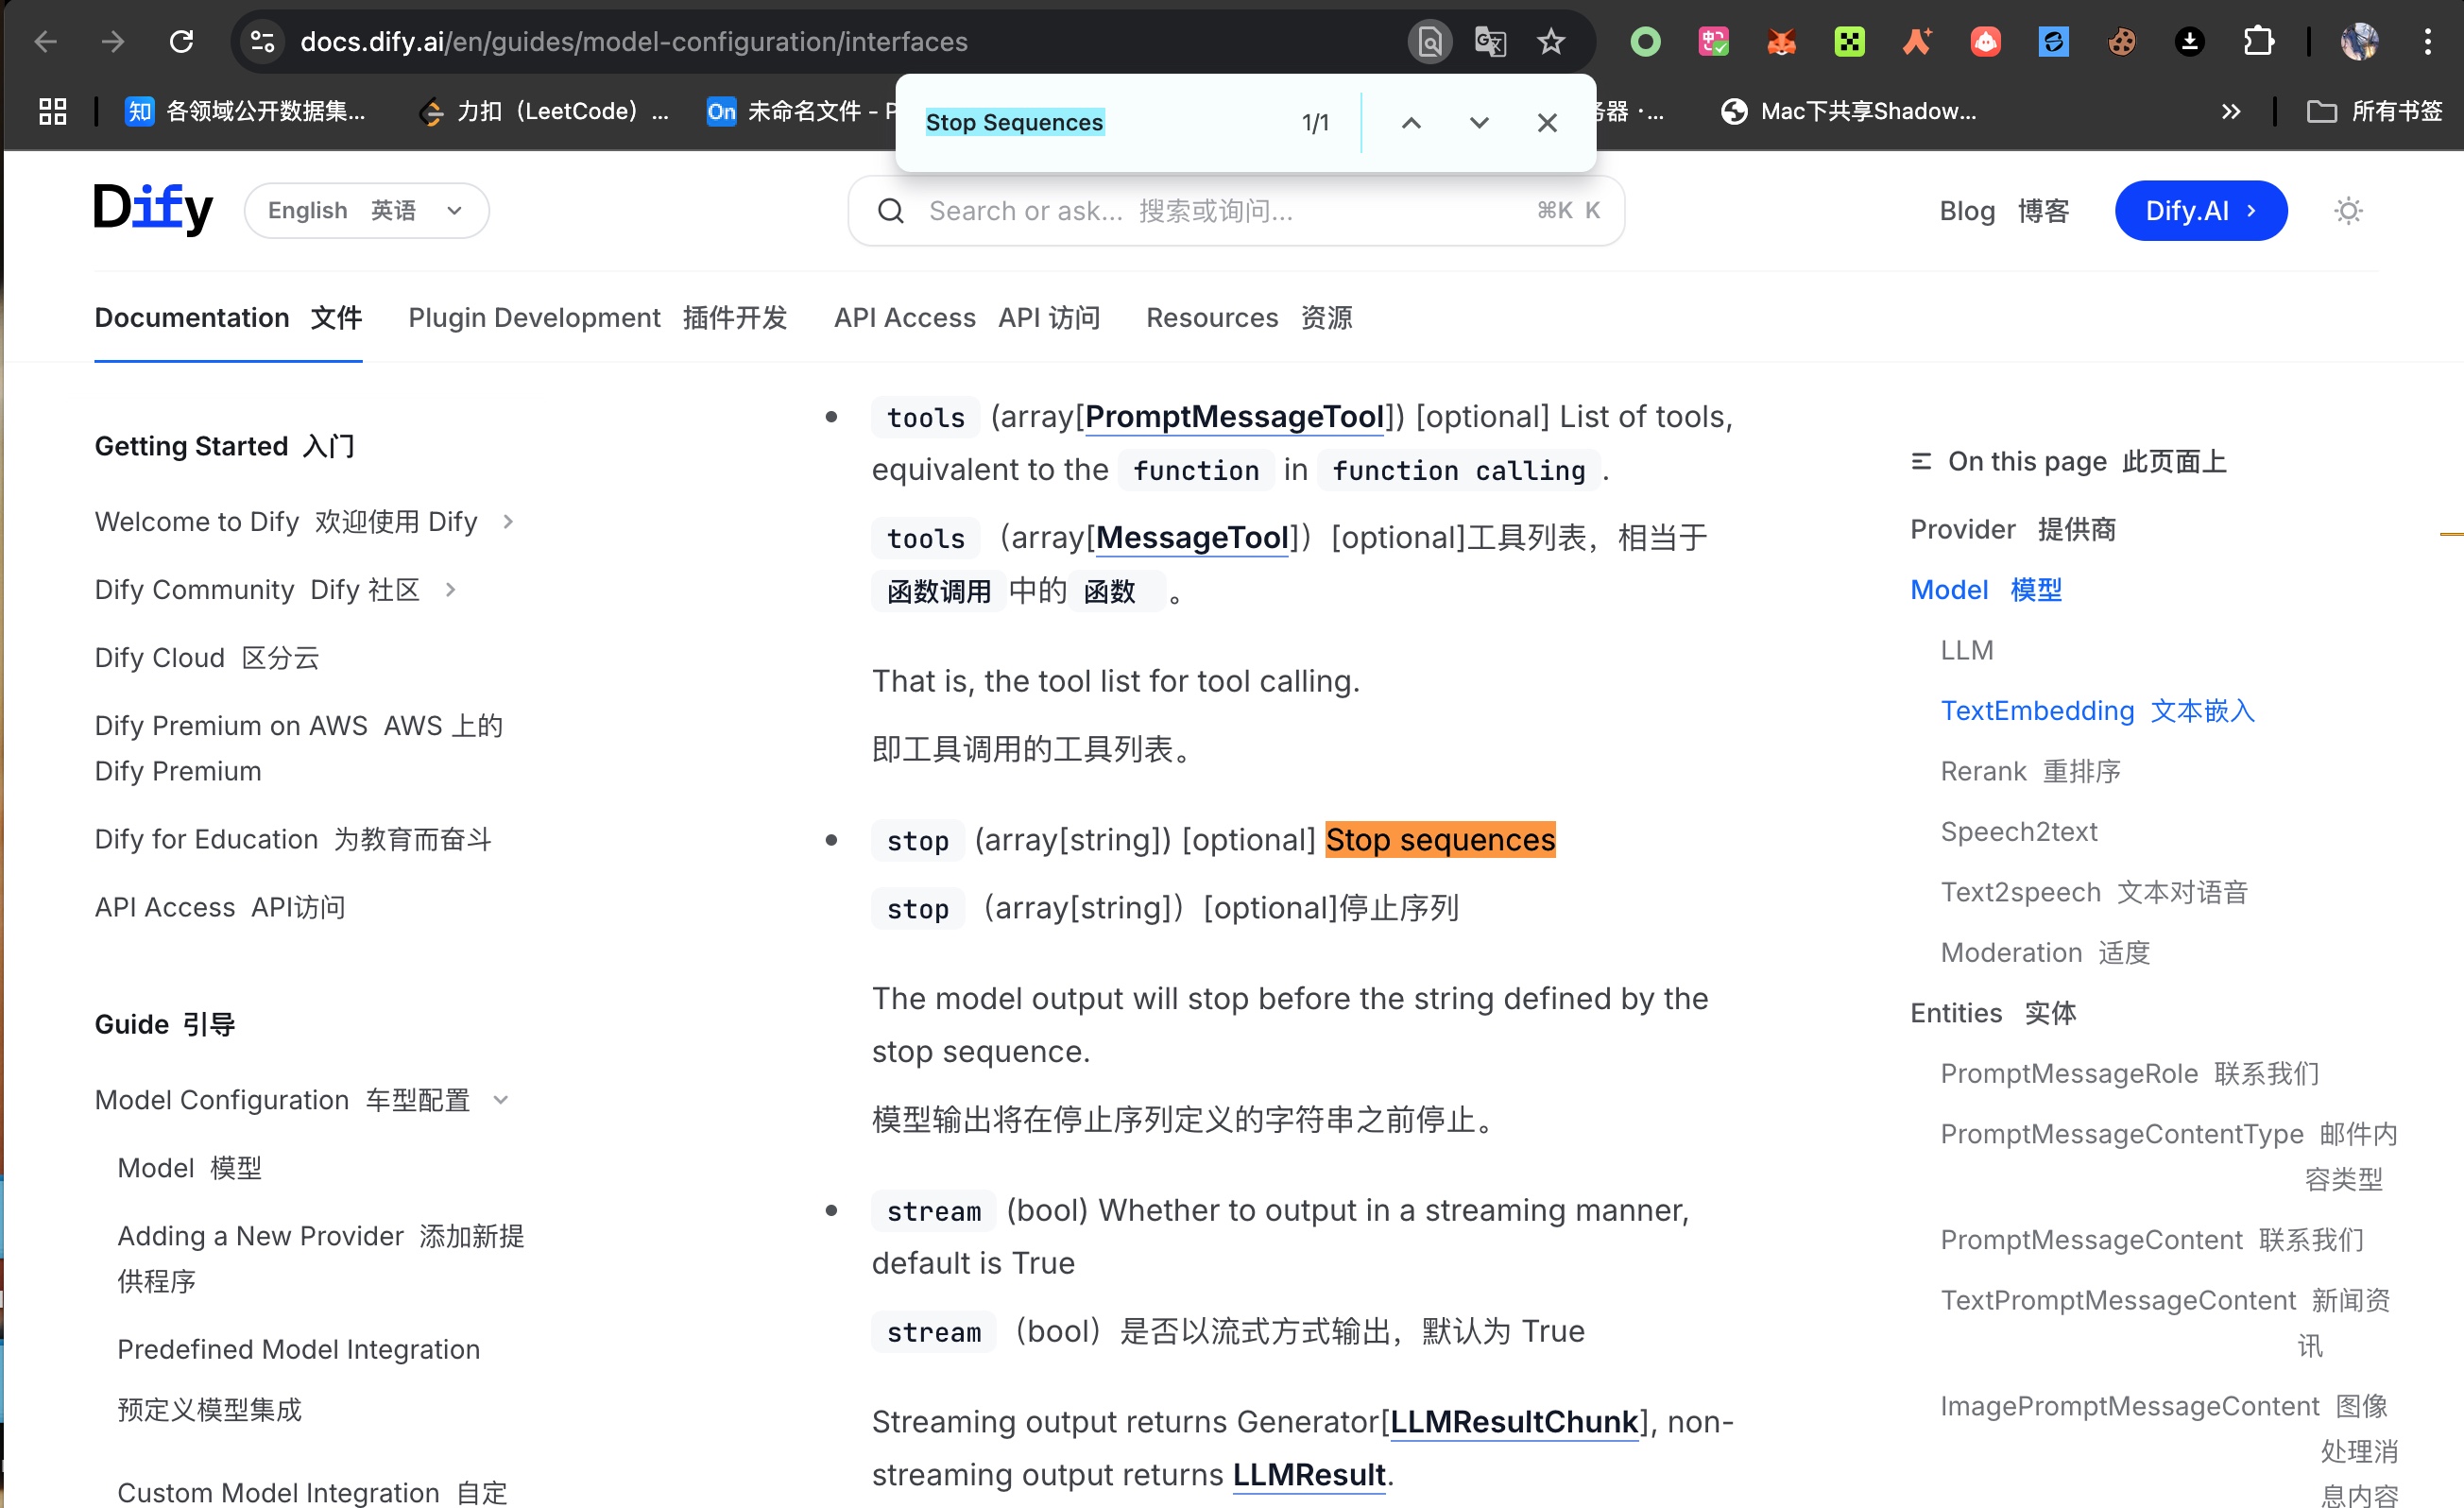 docs.dify.ai/en/guides/model-configuration/interfaces
知 各领域公开数据集...
力扣（LeetCode）...
On 未命名文件 - P
务器 ·...
Mac下共享Shadow...
所有书签
Stop Sequences 1/1
Dify
English 英语
Search or ask... 搜索或询问... ⌘K K
Blog 博客
Dify.AI
Documentation 文件
Plugin Development 插件开发
API Access API 访问
Resources 资源
Getting Started 入门
Welcome to Dify 欢迎使用 Dify
Dify Community Dify 社区
Dify Cloud 区分云
Dify Premium on AWS AWS 上的
Dify Premium
Dify for Education 为教育而奋斗
API Access API访问
Guide 引导
Model Configuration 车型配置
Model 模型
Adding a New Provider 添加新提
供程序
Predefined Model Integration
预定义模型集成
Custom Model Integration 自定
tools (array[PromptMessageTool]) [optional] List of tools,
equivalent to the function in function calling .
tools （array[MessageTool]）[optional]工具列表，相当于
函数调用 中的 函数 。
That is, the tool list for tool calling.
即工具调用的工具列表。
stop (array[string]) [optional] Stop sequences
stop （array[string]）[optional]停止序列
The model output will stop before the string defined by the
stop sequence.
模型输出将在停止序列定义的字符串之前停止。
stream (bool) Whether to output in a streaming manner,
default is True
stream （bool）是否以流式方式输出，默认为 True
Streaming output returns Generator[LLMResultChunk], non-
streaming output returns LLMResult.
On this page 此页面上
Provider 提供商
Model 模型
LLM
TextEmbedding 文本嵌入
Rerank 重排序
Speech2text
Text2speech 文本对语音
Moderation 适度
Entities 实体
PromptMessageRole 联系我们
PromptMessageContentType 邮件内
容类型
PromptMessageContent 联系我们
TextPromptMessageContent 新闻资
讯
ImagePromptMessageContent 图像
处理消
息内容